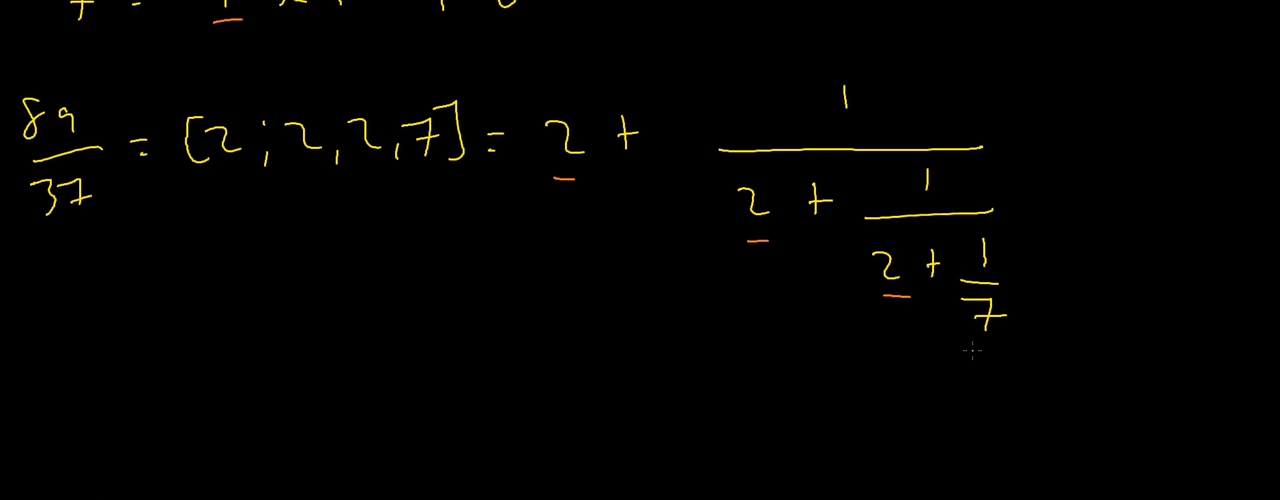 89/37 = [2; 2, 2, 7] = 2 + 1/(2 + 1/(2 + 1/7))